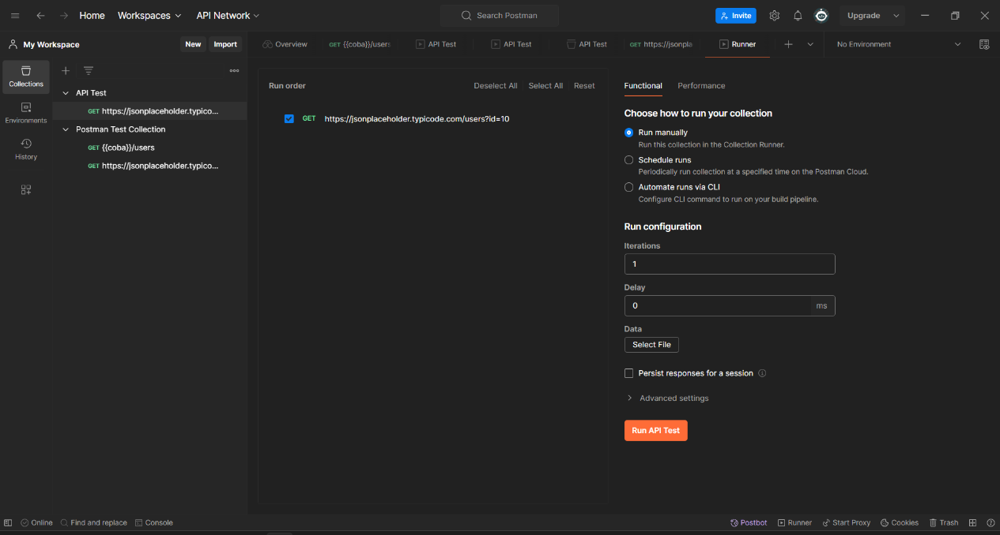 Home Workspaces API Network Search Postman Invite Upgrade
My Workspace New Import Overview GET {{coba}}/users API Test API Test API Test GET https://jsonpla Runner No Environment
Collections
Environments
History
API Test
GET https://jsonplaceholder.typico...
Postman Test Collection
GET {{coba}}/users
GET https://jsonplaceholder.typico...
Run order Deselect All Select All Reset
GET https://jsonplaceholder.typicode.com/users?id=10
Functional Performance
Choose how to run your collection
Run manually
Run this collection in the Collection Runner.
Schedule runs
Periodically run collection at a specified time on the Postman Cloud.
Automate runs via CLI
Configure CLI command to run on your build pipeline.
Run configuration
Iterations
1
Delay
0 ms
Data
Select File
Persist responses for a session
Advanced settings
Run API Test
Online Find and replace Console Postbot Runner Start Proxy Cookies Trash